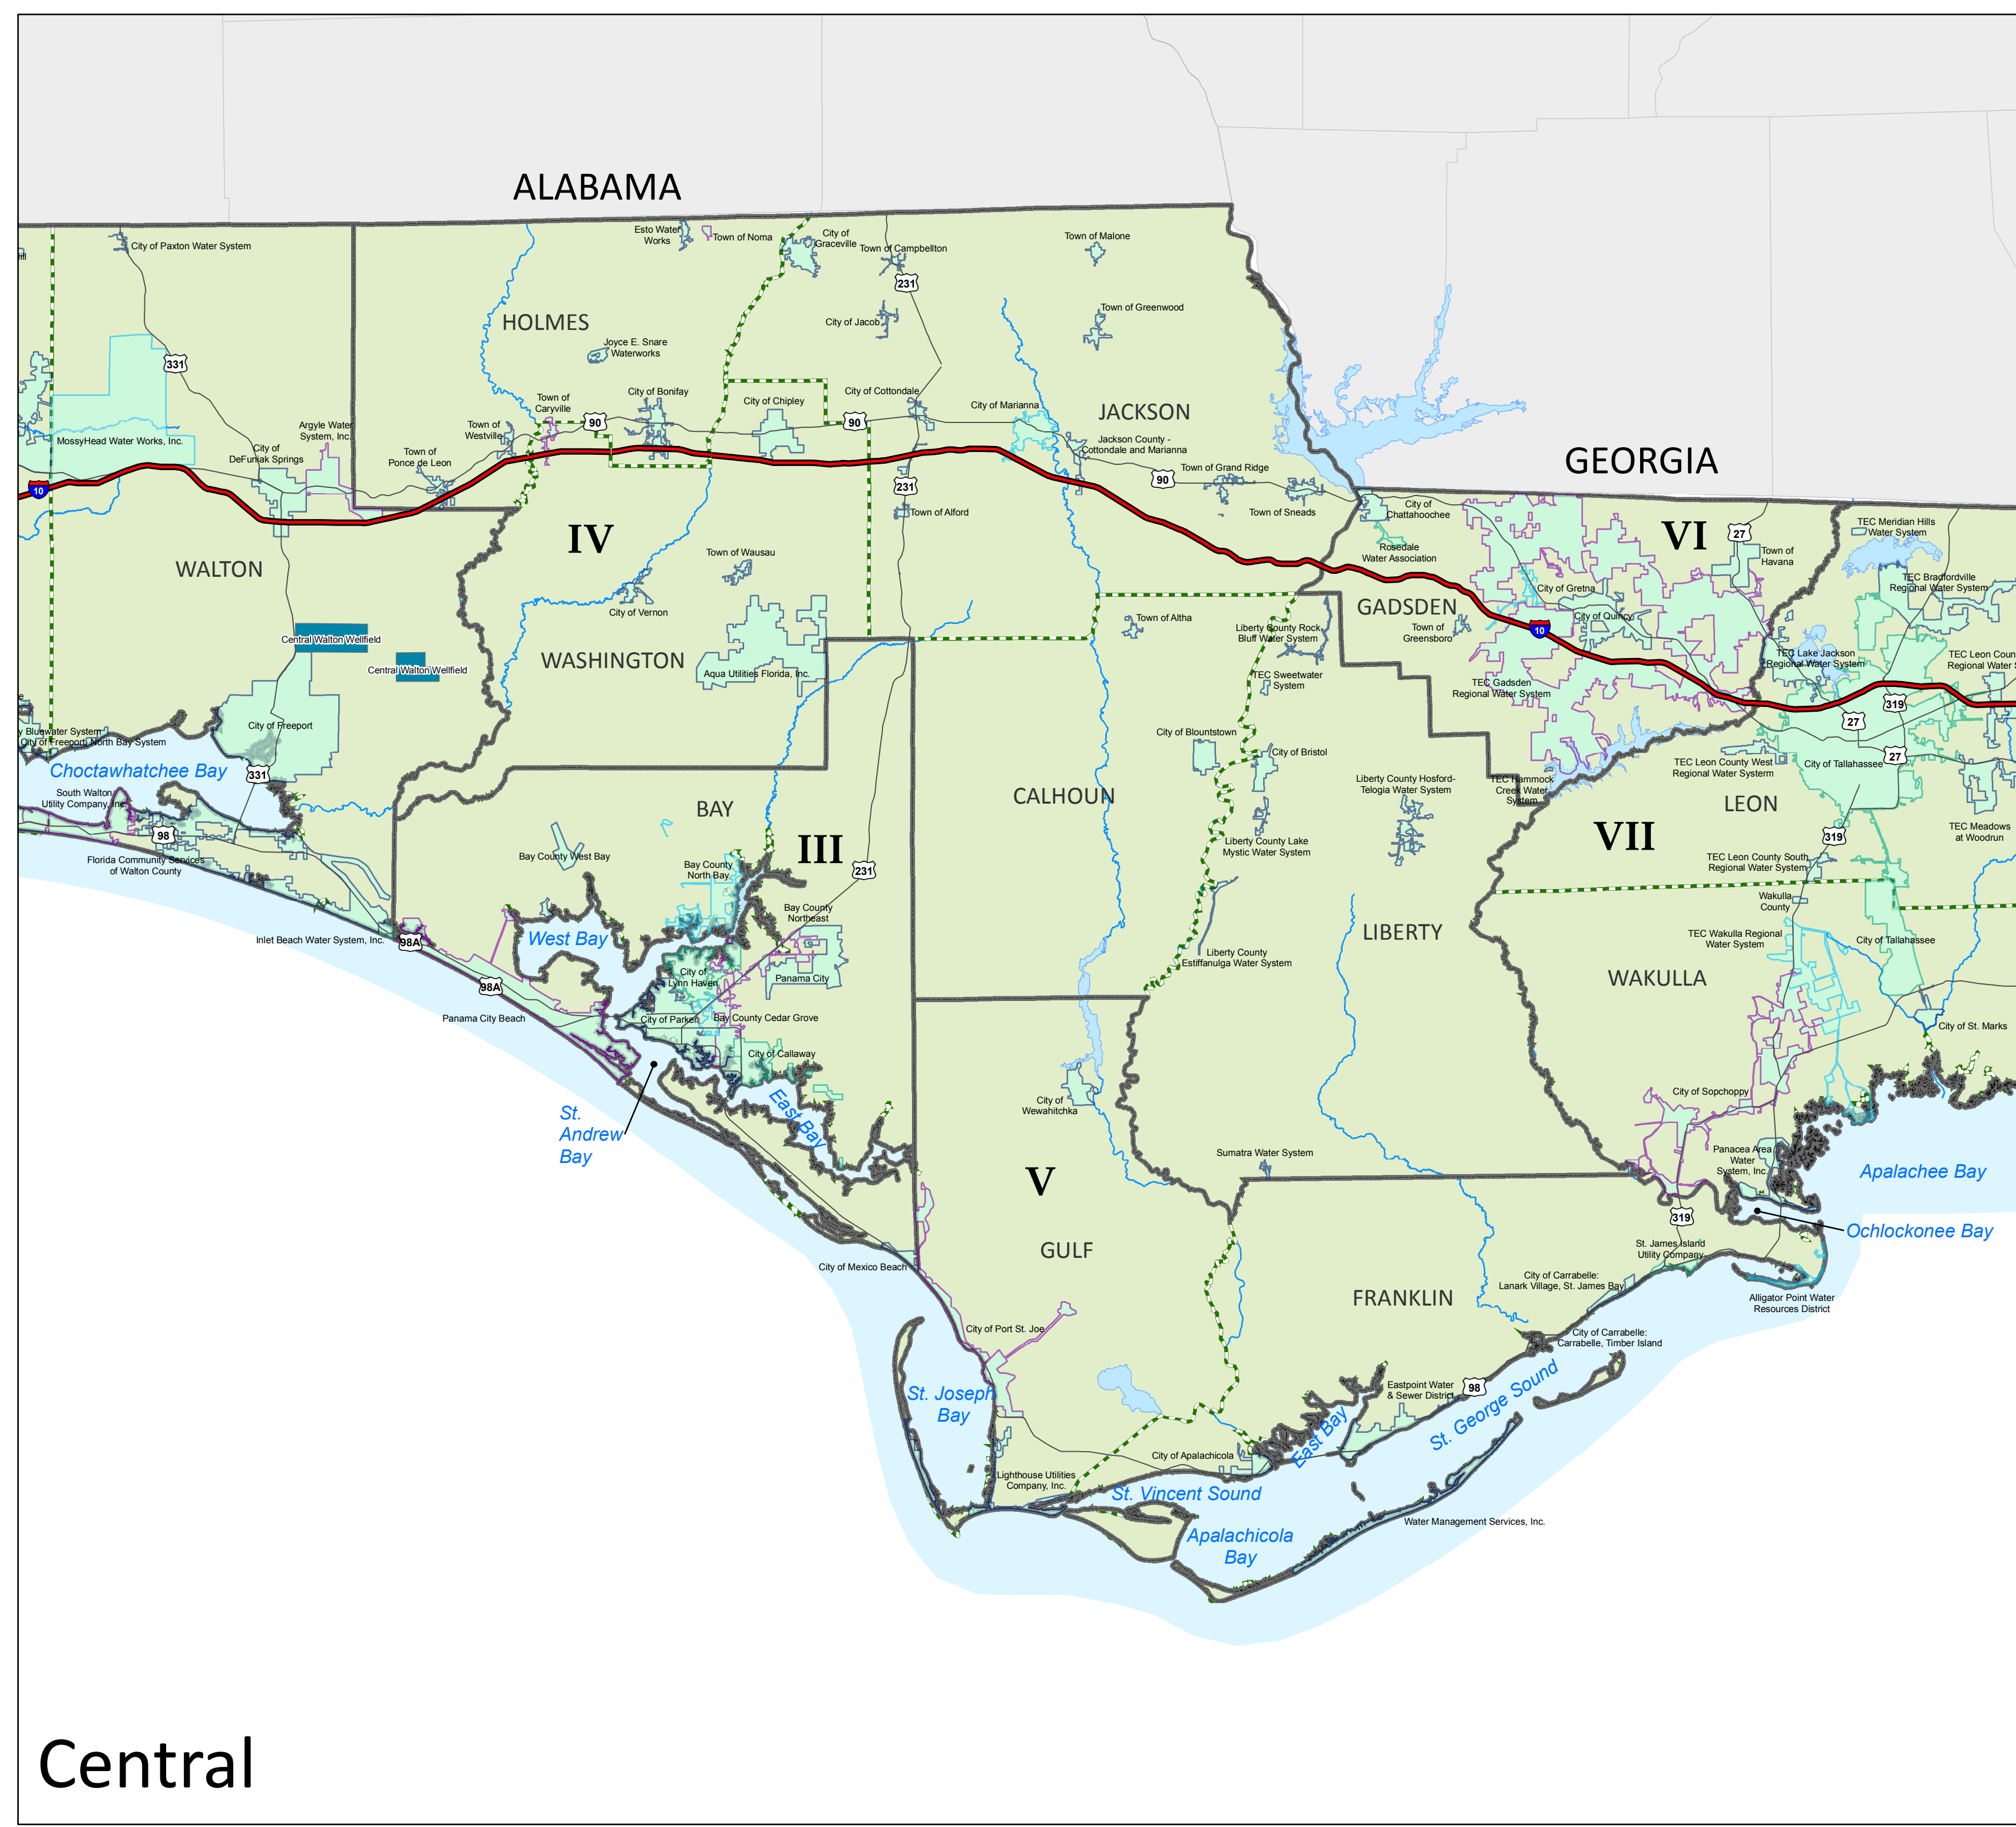 ALABAMA
GEORGIA
City of Paxton Water System
ill
Esto Water
Works
Town of Noma
City of
Graceville
Town of Campbellton
Town of Malone
231
HOLMES
City of Jacob
Town of Greenwood
Joyce E. Snare
Waterworks
331
Town of
Caryville
City of Bonifay
City of Chipley
City of Cottondale
City of Marianna
JACKSON
90
90
Town of
Westville
Argyle Water
System, Inc.
MossyHead Water Works, Inc.
City of
DeFuniak Springs
Town of
Ponce de Leon
Jackson County -
Cottondale and Marianna
Town of Grand Ridge
90
10
231
Town of Alford
Town of Sneads
City of
Chattahoochee
Rosedale
Water Association
VI
27
Town of
Havana
TEC Meridian Hills
Water System
IV
WALTON
Town of Wausau
City of Vernon
TEC Bradfordville
Regional Water System
City of Gretna
GADSDEN
Town of
Greensboro
10
City of Quincy
Town of Altha
Liberty County Rock
Bluff Water System
Central Walton Wellfield
Central Walton Wellfield
WASHINGTON
Aqua Utilities Florida, Inc.
TEC Sweetwater
System
TEC Gadsden
Regional Water System
TEC Lake Jackson
Regional Water System
TEC Leon Coun
Regional Water S
319
27
27
e
y Bluewater System
City of Freeport, North Bay System
City of Freeport
City of Blountstown
City of Bristol
TEC Leon County West
Regional Water System
City of Tallahassee
Choctawhatchee Bay
331
South Walton
Utility Company, Inc.
98
Liberty County Hosford-
Telogia Water System
TEC Hammock
Creek Water
System
LEON
CALHOUN
BAY
III
VII
319
TEC Meadows
at Woodrun
Florida Community Services
of Walton County
Bay County West Bay
Bay County
North Bay
231
Liberty County Lake
Mystic Water System
TEC Leon County South
Regional Water System
Wakulla
County
Bay County
Northeast
Inlet Beach Water System, Inc.
98A
West Bay
LIBERTY
TEC Wakulla Regional
Water System
City of Tallahassee
Liberty County
Estiffanulga Water System
City of
Lynn Haven
Panama City
WAKULLA
98A
Panama City Beach
City of Parker
Bay County Cedar Grove
City of St. Marks
City of Callaway
St.
Andrew
Bay
East Bay
City of
Wewahitchka
City of Sopchoppy
Sumatra Water System
Panacea Area
Water
System, Inc.
Apalachee Bay
V
319
Ochlockonee Bay
GULF
City of Mexico Beach
St. James Island
Utility Company
City of Carrabelle:
Lanark Village, St. James Bay
FRANKLIN
Alligator Point Water
Resources District
City of Port St. Joe
City of Carrabelle:
Carrabelle, Timber Island
St. Joseph
Bay
Eastpoint Water
& Sewer District
98
St. George Sound
East Bay
City of Apalachicola
Lighthouse Utilities
Company, Inc.
St. Vincent Sound
Water Management Services, Inc.
Apalachicola
Bay
Central